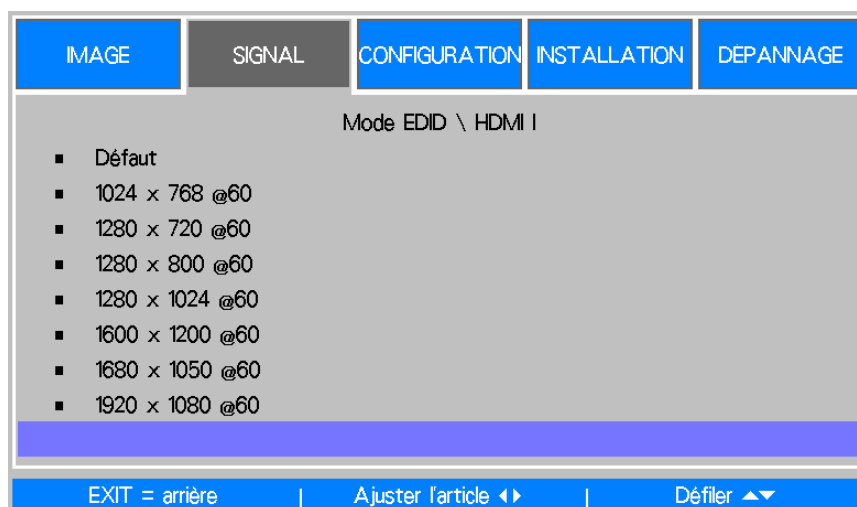 IMAGE SIGNAL CONFIGURATION INSTALLATION DÉPANNAGE
Mode EDID \ HDMI I
▪ Défaut
▪ 1024 x 768 @60
▪ 1280 x 720 @60
▪ 1280 x 800 @60
▪ 1280 x 1024 @60
▪ 1600 x 1200 @60
▪ 1680 x 1050 @60
▪ 1920 x 1080 @60
EXIT = arrière | Ajuster l'article ◄► | Défiler ▲▼